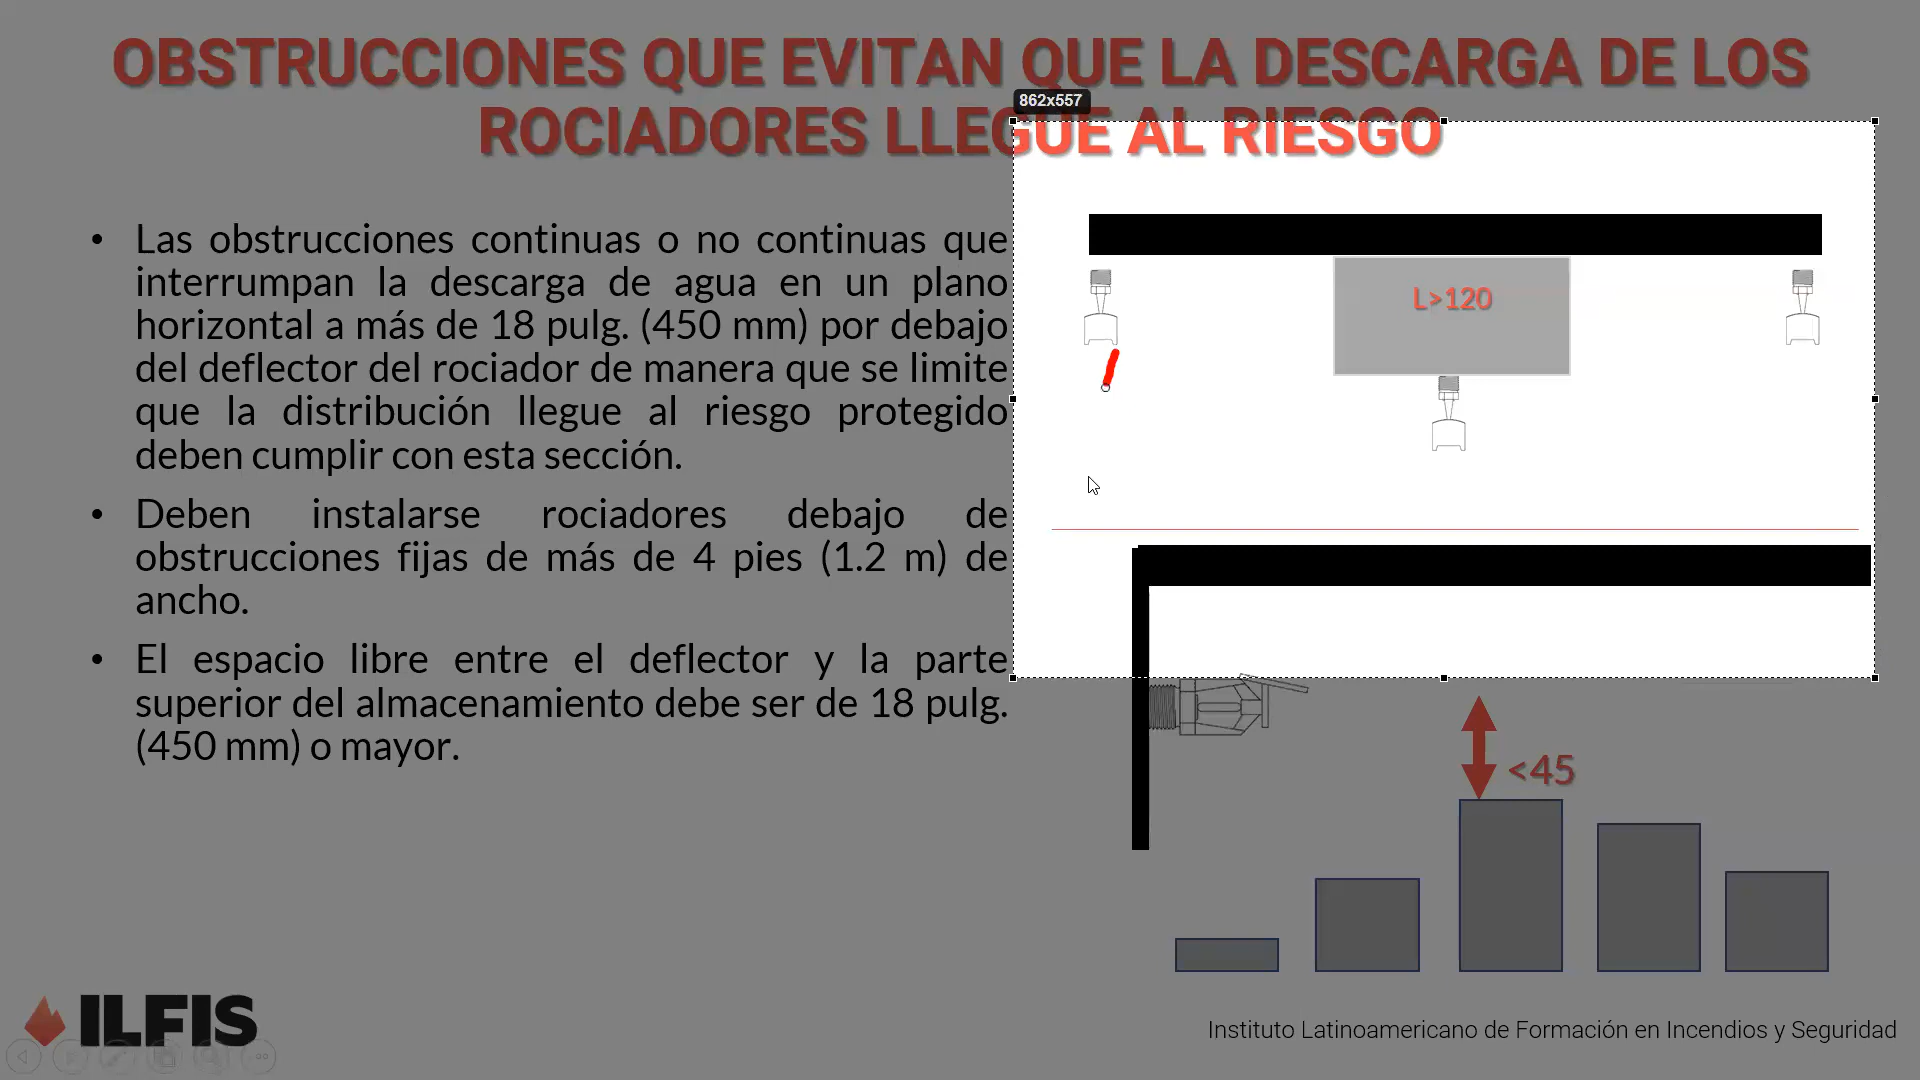 OBSTRUCCIONES QUE EVITAN QUE LA DESCARGA DE LOS
ROCIADORES LLEGUE AL RIESGO
862x557
• Las obstrucciones continuas o no continuas que
interrumpan la descarga de agua en un plano
horizontal a más de 18 pulg. (450 mm) por debajo
del deflector del rociador de manera que se limite
que la distribución llegue al riesgo protegido
deben cumplir con esta sección.
• Deben instalarse rociadores debajo de
obstrucciones fijas de más de 4 pies (1.2 m) de
ancho.
• El espacio libre entre el deflector y la parte
superior del almacenamiento debe ser de 18 pulg.
(450 mm) o mayor.
L>120
<45
ILFIS
Instituto Latinoamericano de Formación en Incendios y Seguridad